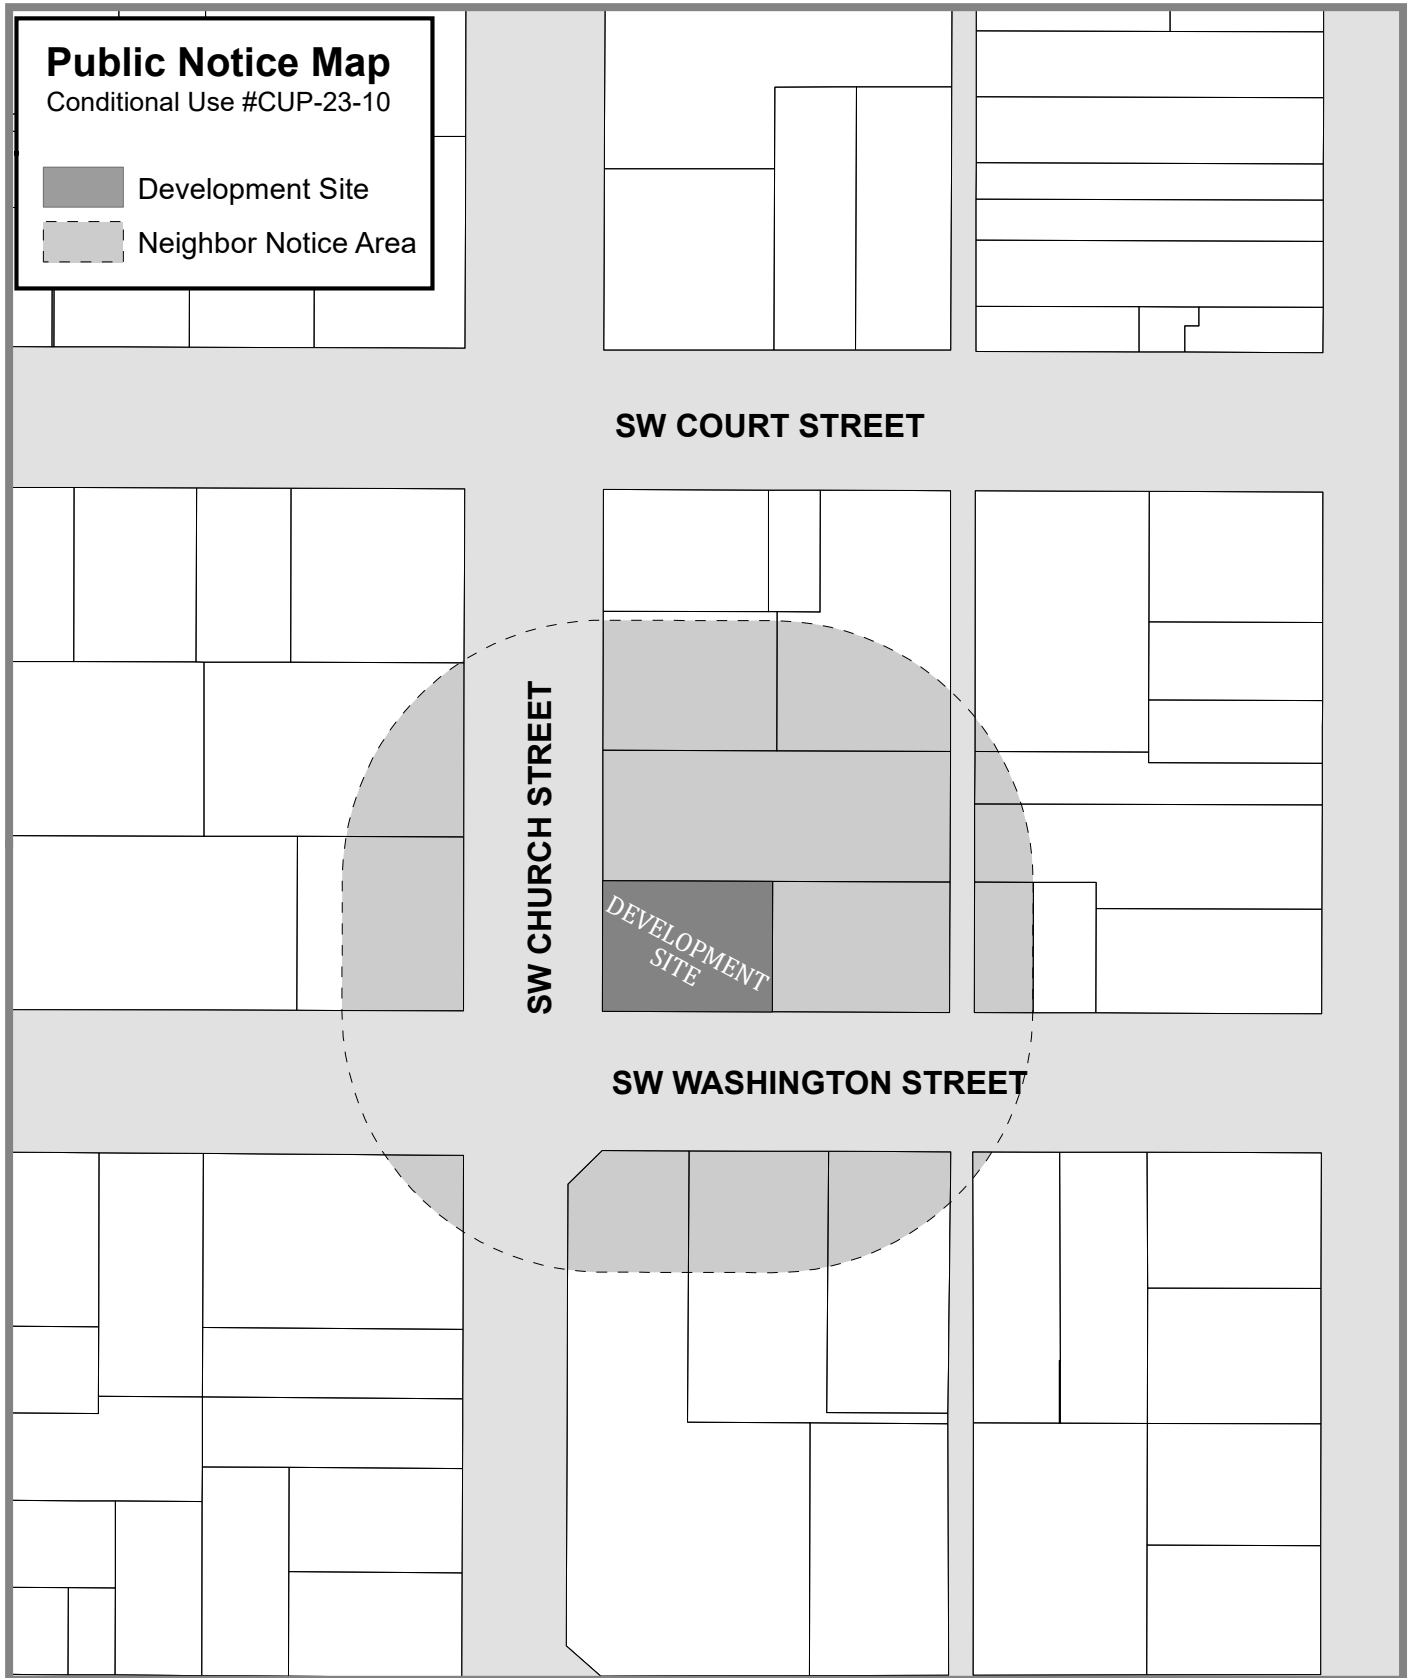 Public Notice Map
Conditional Use #CUP-23-10
Development Site
Neighbor Notice Area
SW COURT STREET
SW CHURCH STREET
DEVELOPMENT
SITE
SW WASHINGTON STREET